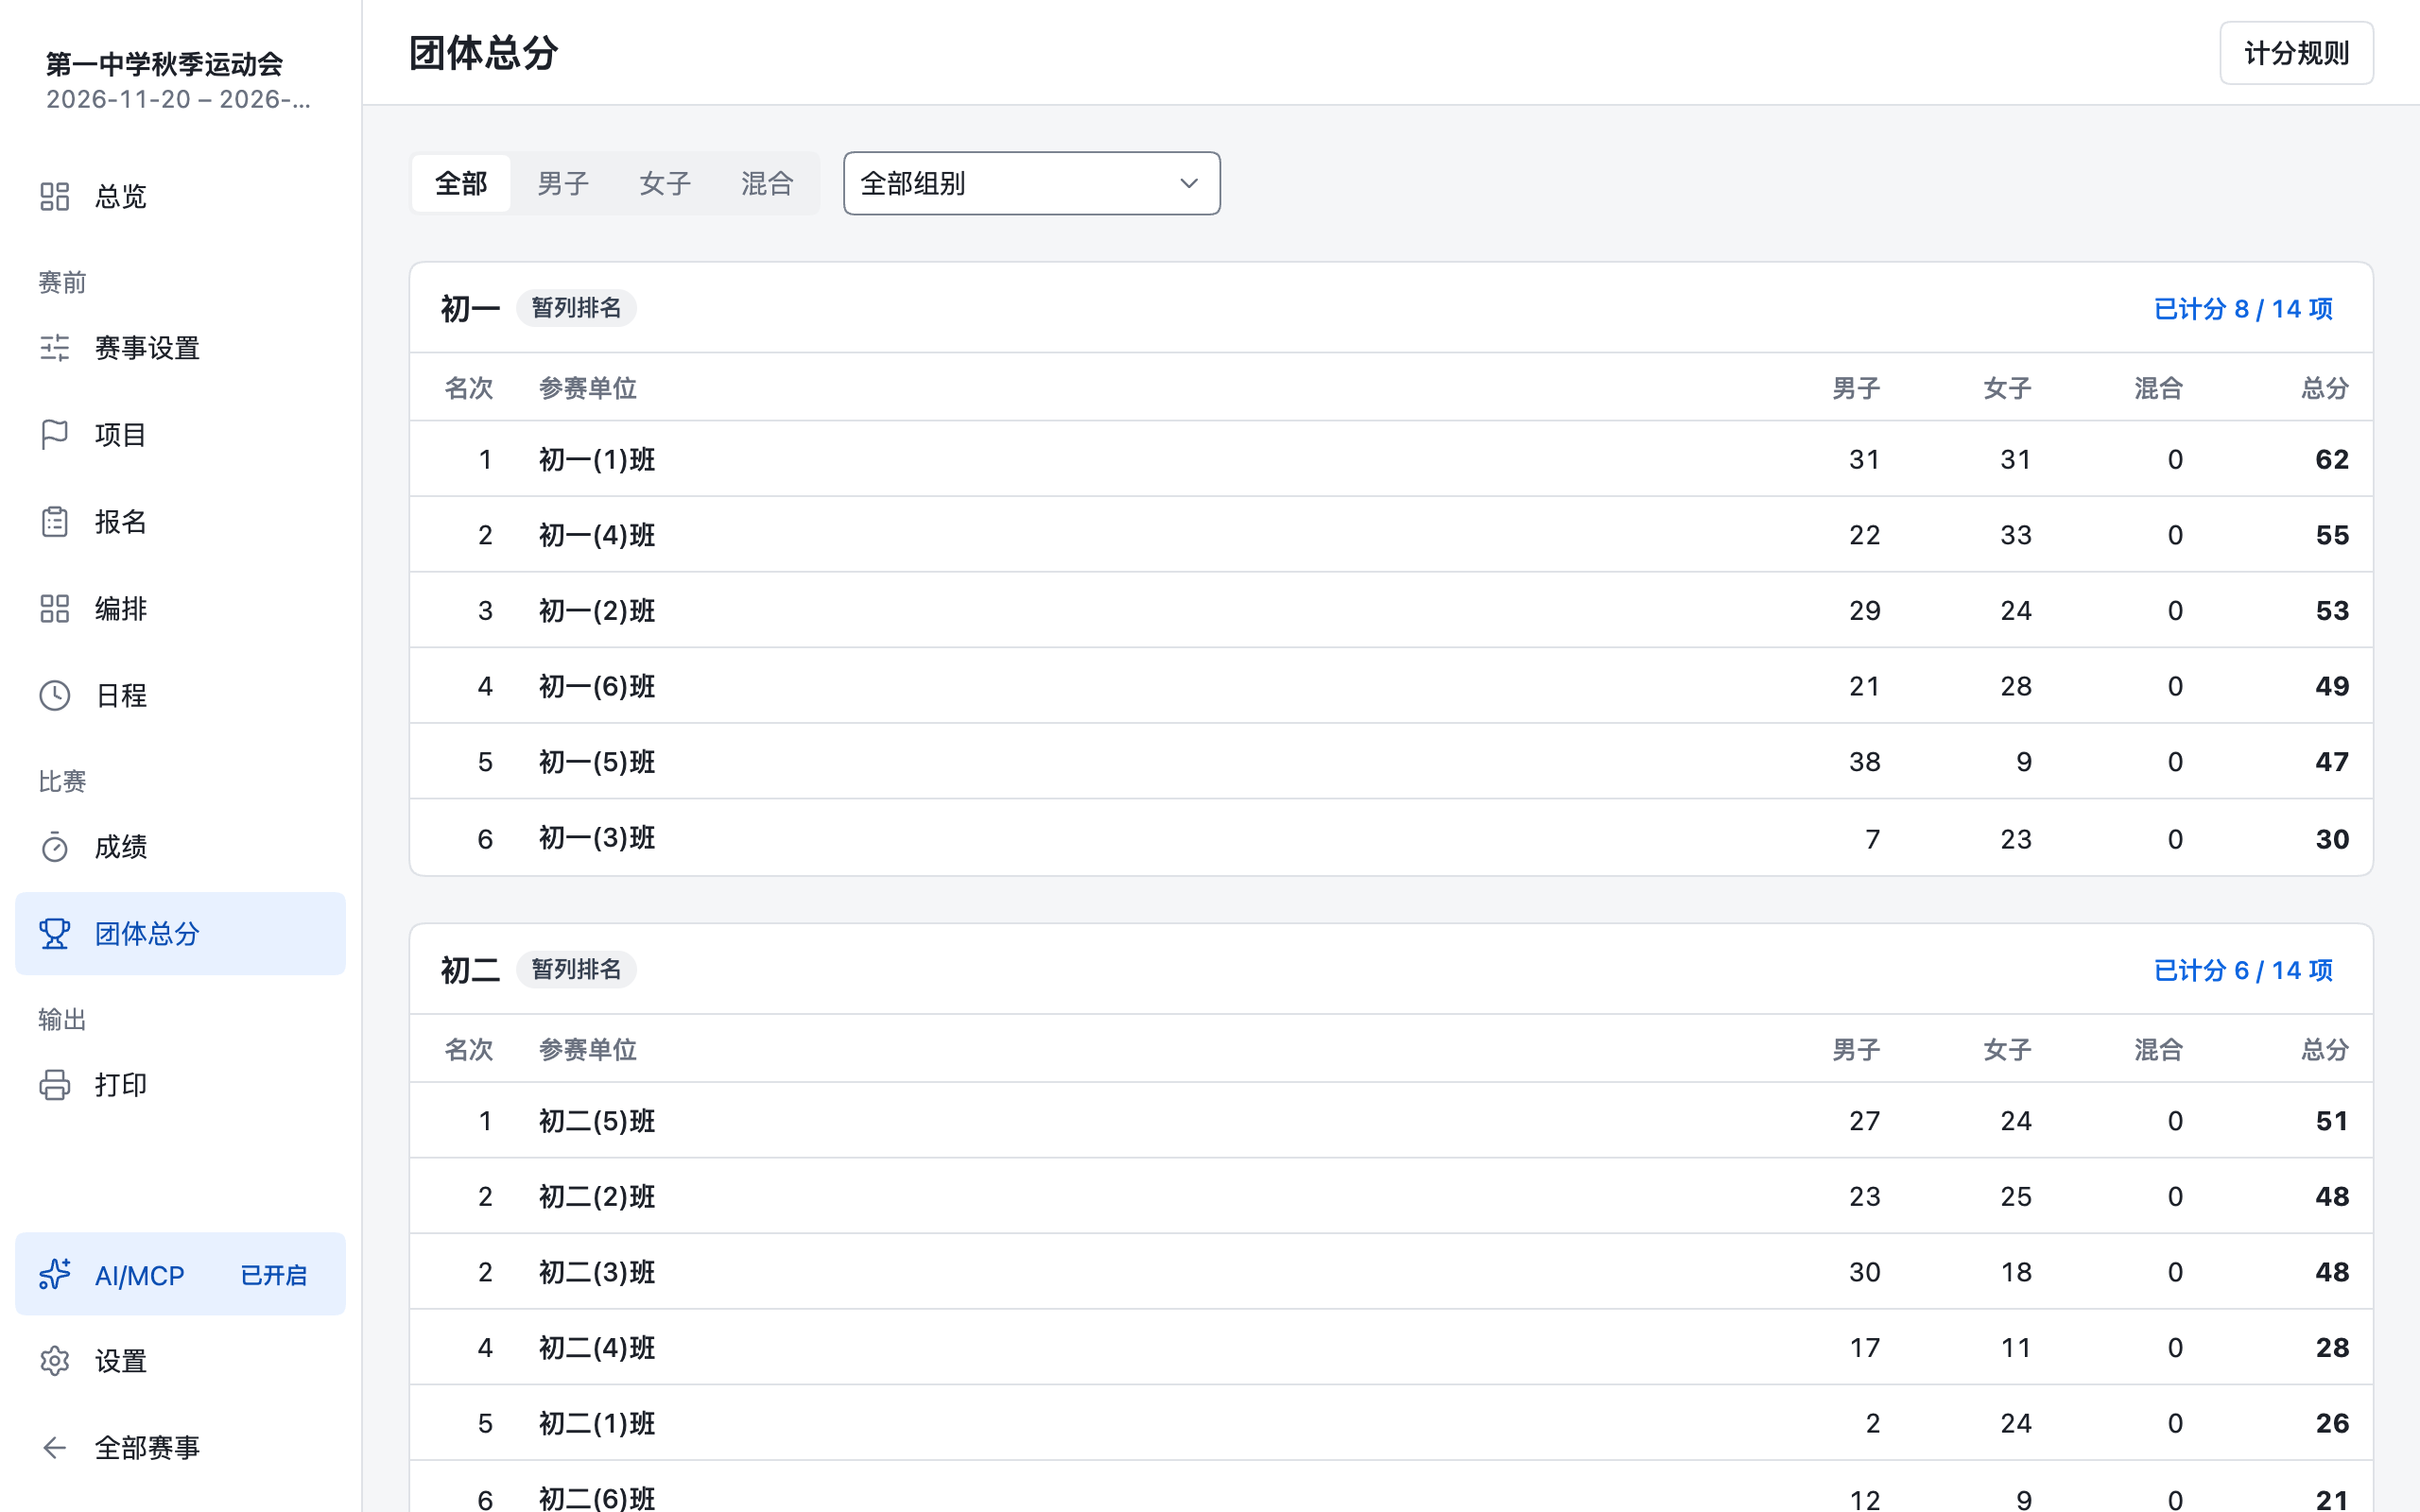 第一中学秋季运动会
2026-11-20 – 2026-...
总览
赛前
赛事设置
项目
报名
编排
日程
比赛
成绩
团体总分
输出
打印
AI/MCP 已开启
设置
全部赛事
团体总分 计分规则
全部 男子 女子 混合 全部组别
初一 暂列排名 已计分 8 / 14 项
名次 参赛单位 男子 女子 混合 总分
1 初一(1)班 31 31 0 62
2 初一(4)班 22 33 0 55
3 初一(2)班 29 24 0 53
4 初一(6)班 21 28 0 49
5 初一(5)班 38 9 0 47
6 初一(3)班 7 23 0 30
初二 暂列排名 已计分 6 / 14 项
名次 参赛单位 男子 女子 混合 总分
1 初二(5)班 27 24 0 51
2 初二(2)班 23 25 0 48
2 初二(3)班 30 18 0 48
4 初二(4)班 17 11 0 28
5 初二(1)班 2 24 0 26
6 初二(6)班 12 9 0 21